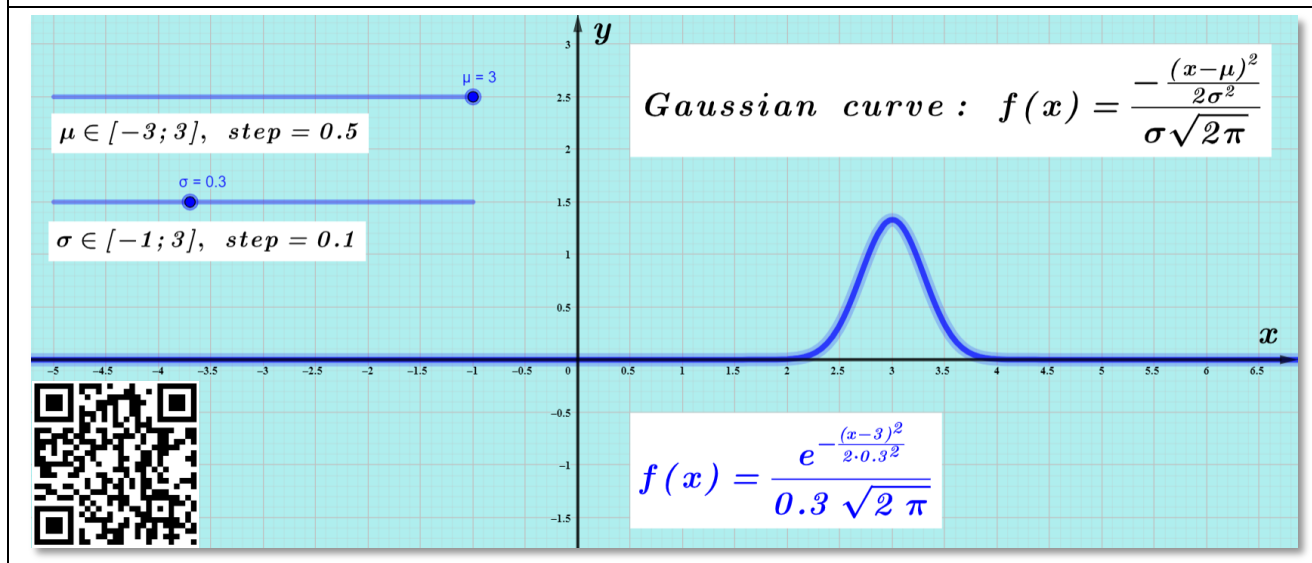 y
μ = 3
μ ∈ [−3; 3], step = 0.5
σ = 0.3
σ ∈ [−1; 3], step = 0.1
Gaussian curve : f(x) = (−(x−μ)²/(2σ²))/(σ√(2π))
3
2.5
2
1.5
1
0.5
x
−5 −4.5 −4 −3.5 −3 −2.5 −2 −1.5 −1 −0.5 0 0.5 1 1.5 2 2.5 3 3.5 4 4.5 5 5.5 6 6.5
−0.5
−1
−1.5
f(x) = e^(−(x−3)²/(2·0.3²))/(0.3 √(2 π))